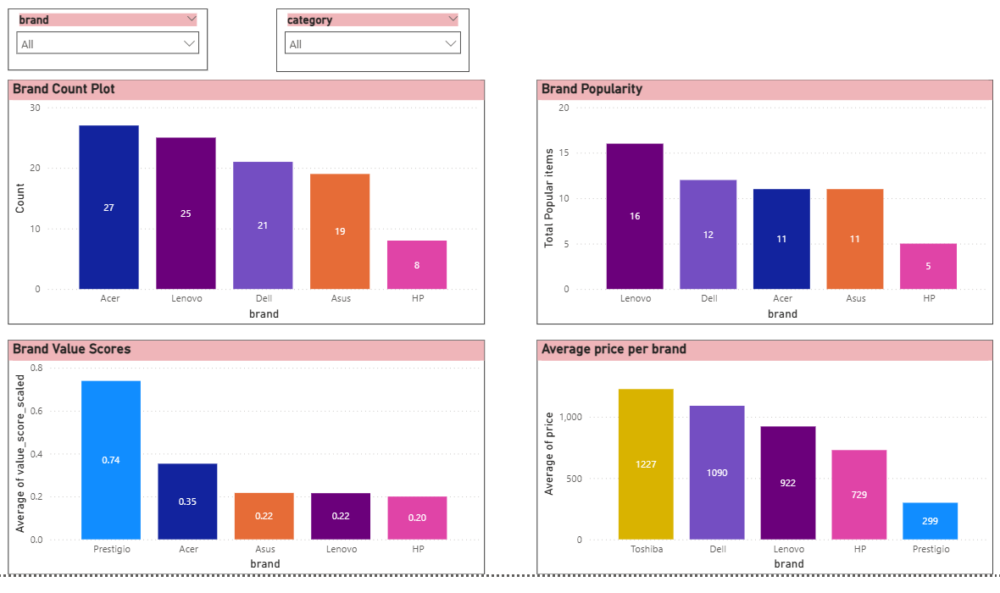 brand
All
category
All
Brand Count Plot
30
20
10
0
Count
27
25
21
19
8
Acer Lenovo Dell Asus HP
brand
Brand Popularity
20
15
10
5
0
Total Popular items
16
12
11
11
5
Lenovo Dell Acer Asus HP
brand
Brand Value Scores
0.8
0.6
0.4
0.2
0.0
Average of value_score_scaled
0.74
0.35
0.22
0.22
0.20
Prestigio Acer Asus Lenovo HP
brand
Average price per brand
1,000
500
0
Average of price
1227
1090
922
729
299
Toshiba Dell Lenovo HP Prestigio
brand